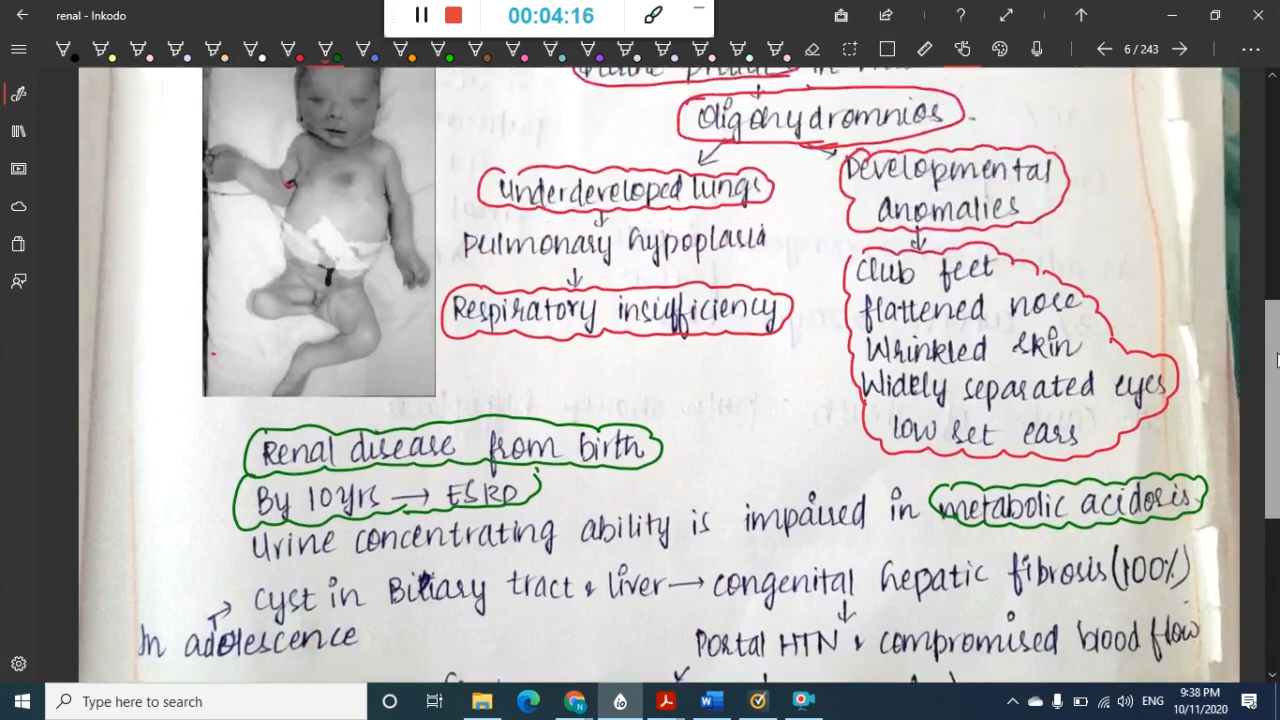 renal - Inkodo
00:04:16
6 / 243
in
Oligohydromnios.
Underdeveloped lungs
Pulmonary hypoplasia
Respiratory insufficiency
Developmental
anomalies
Club feet
flattened nose
Wrinkled skin
Widely separated eyes
low set ears
Renal disease from birth
By 10 yrs → ESRD
Urine concentrating ability is impaired in metabolic acidosis.
→ Cyst in Biliary tract & liver → congenital hepatic fibrosis (100%)
In adolescence
Portal HTN & compromised blood flow
Type here to search
ENG
9:38 PM
10/11/2020